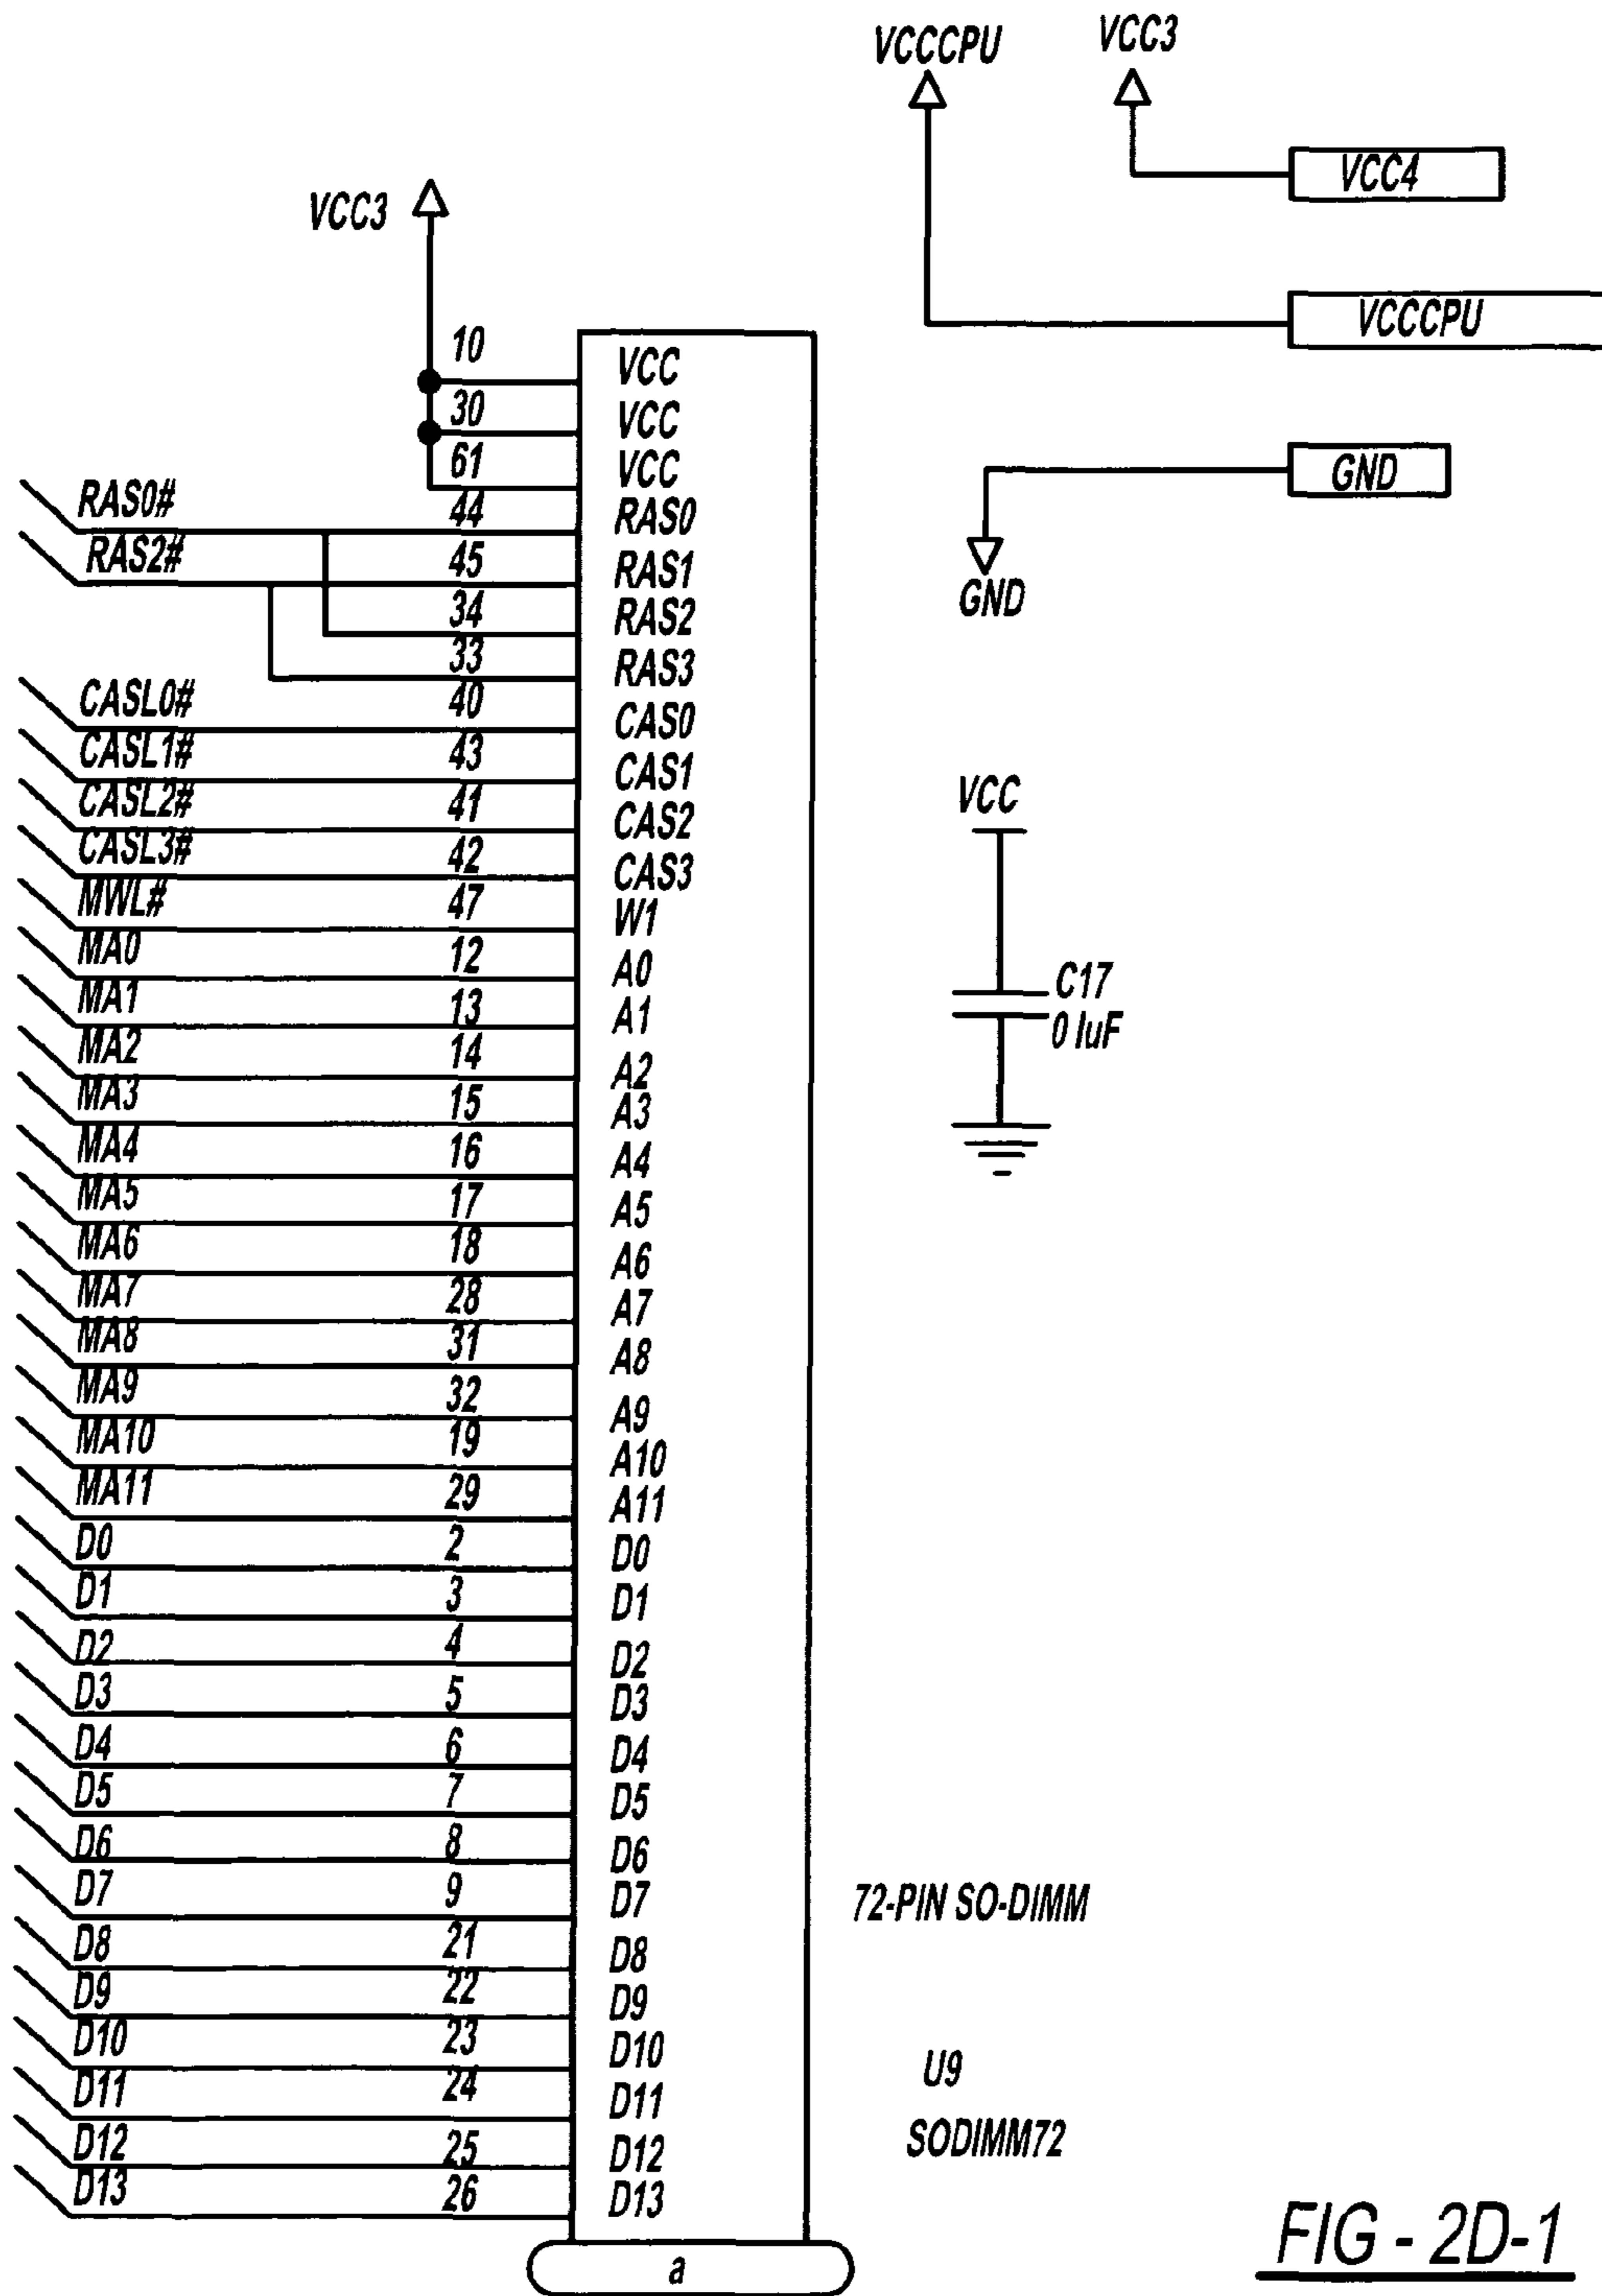 VCCCPU VCC3
VCC4
VCC3
VCCCPU
10 VCC
30 VCC
61 VCC
GND
RAS0# 44 RAS0
RAS2# 45 RAS1
34 RAS2
GND
33 RAS3
CASL0# 40 CAS0
CASL1# 43 CAS1
CASL2# 41 CAS2
VCC
CASL3# 42 CAS3
MWL# 47 W1
MA0 12 A0
C17
MA1 13 A1
0 1uF
MA2 14 A2
MA3 15 A3
MA4 16 A4
MA5 17 A5
MA6 18 A6
MA7 28 A7
MA8 31 A8
MA9 32 A9
MA10 19 A10
MA11 29 A11
D0 2 D0
D1 3 D1
D2 4 D2
D3 5 D3
D4 6 D4
D5 7 D5
D6 8 D6
D7 9 D7
72-PIN SO-DIMM
D8 21 D8
D9 22 D9
D10 23 D10
U9
D11 24 D11
SODIMM72
D12 25 D12
D13 26 D13
FIG - 2D-1
a